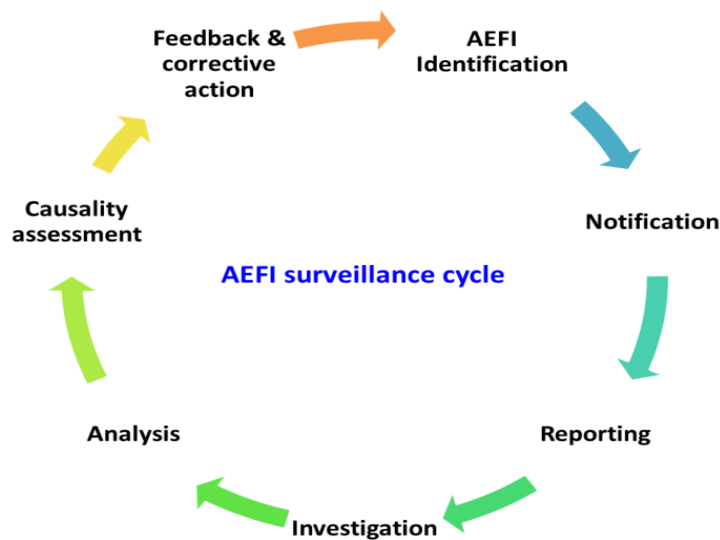 Feedback &
corrective
action
AEFI
Identification
Notification
Reporting
Investigation
Analysis
Causality
assessment
AEFI surveillance cycle